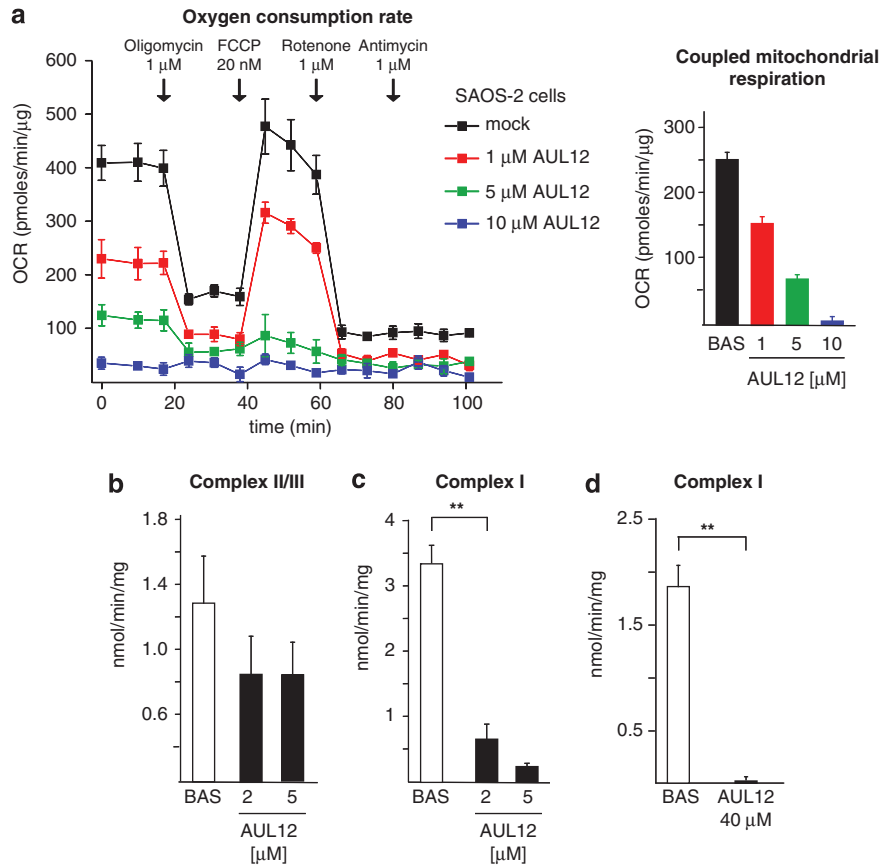 a
Oxygen consumption rate
Oligomycin FCCP Rotenone Antimycin
1 μM 20 nM 1 μM 1 μM
600
500
400
300
200
100
OCR (pmoles/min/μg)
0 20 40 60 80 100
time (min)
SAOS-2 cells
mock
1 μM AUL12
5 μM AUL12
10 μM AUL12
Coupled mitochondrial
respiration
250
150
50
OCR (pmoles/min/μg)
BAS 1 5 10
AUL12 [μM]
b Complex II/III
1.8
1.4
1.0
0.6
nmol/min/mg
BAS 2 5
AUL12
[μM]
c Complex I
**
4
3
2
1
nmol/min/mg
BAS 2 5
AUL12
[μM]
d Complex I
**
2.5
2.0
1.5
0.5
nmol/min/mg
BAS AUL12
40 μM